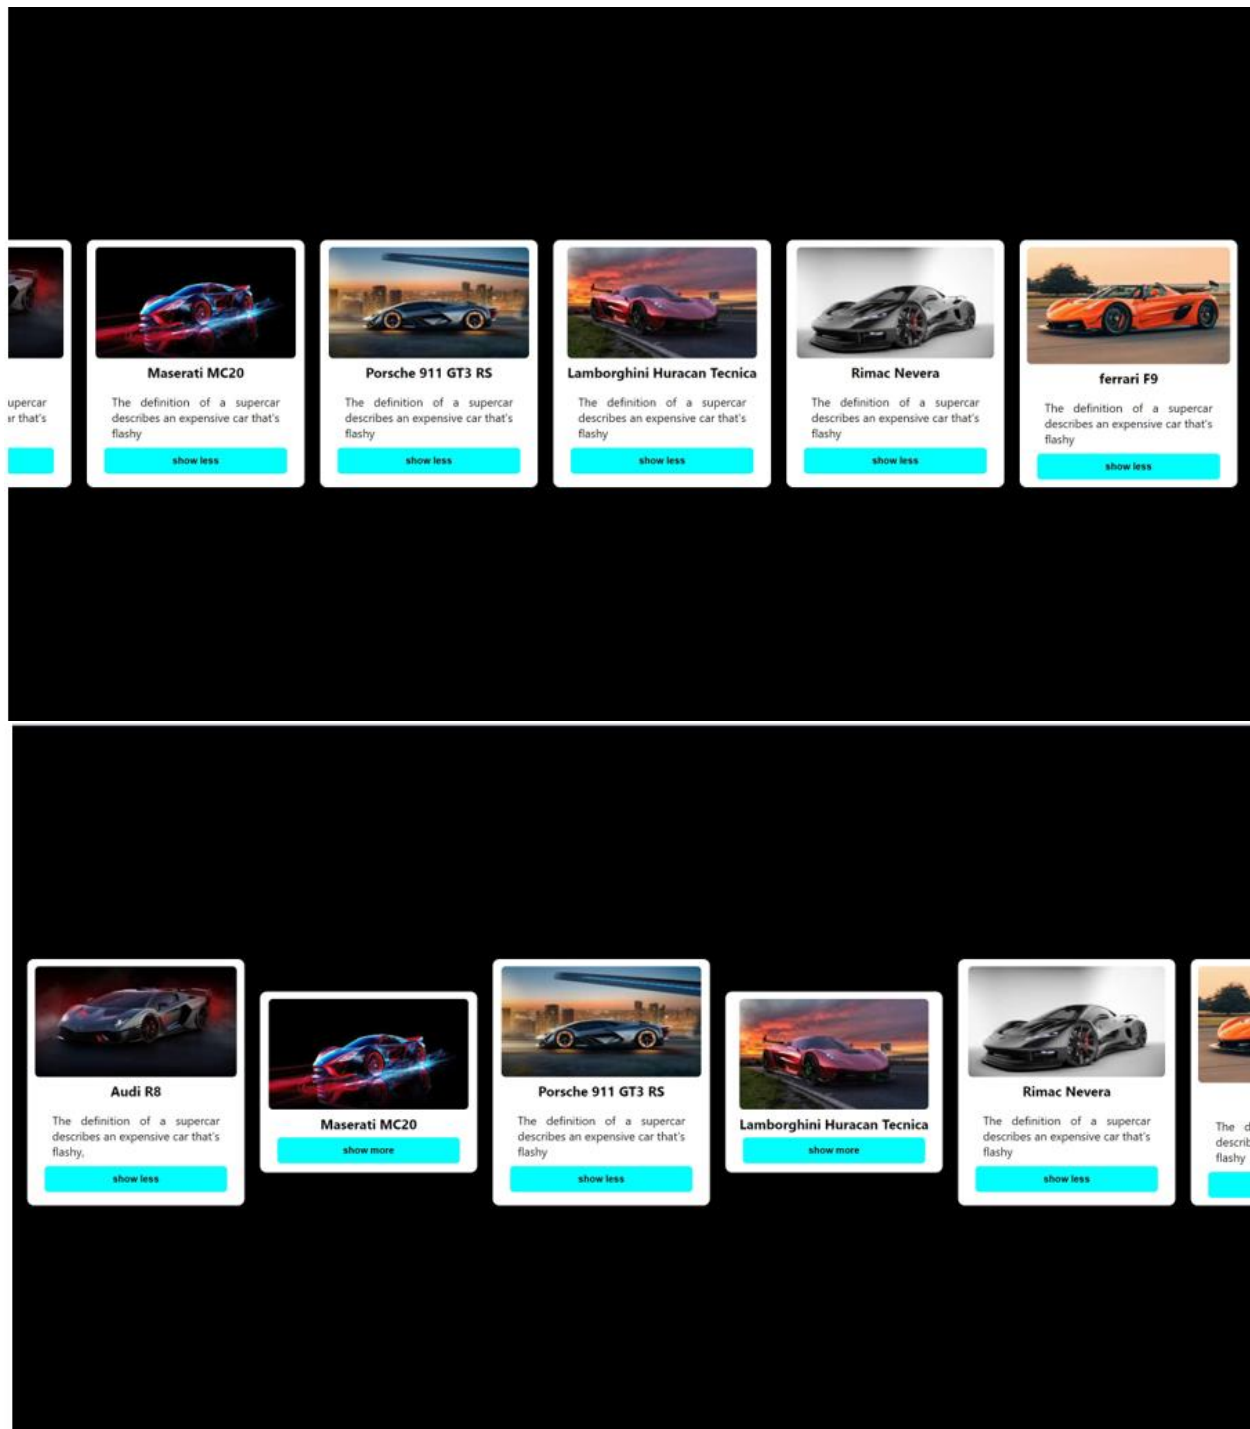 upercar
ar that's
Maserati MC20
The definition of a supercar
describes an expensive car that's
flashy
show less
Porsche 911 GT3 RS
The definition of a supercar
describes an expensive car that's
flashy
show less
Lamborghini Huracan Tecnica
The definition of a supercar
describes an expensive car that's
flashy
show less
Rimac Nevera
The definition of a supercar
describes an expensive car that's
flashy
show less
ferrari F9
The definition of a supercar
describes an expensive car that's
flashy
show less
Audi R8
The definition of a supercar
describes an expensive car that's
flashy,
show less
Maserati MC20
show more
Porsche 911 GT3 RS
The definition of a supercar
describes an expensive car that's
flashy
show less
Lamborghini Huracan Tecnica
show more
Rimac Nevera
The definition of a supercar
describes an expensive car that's
flashy
show less
The d
describ
flashy